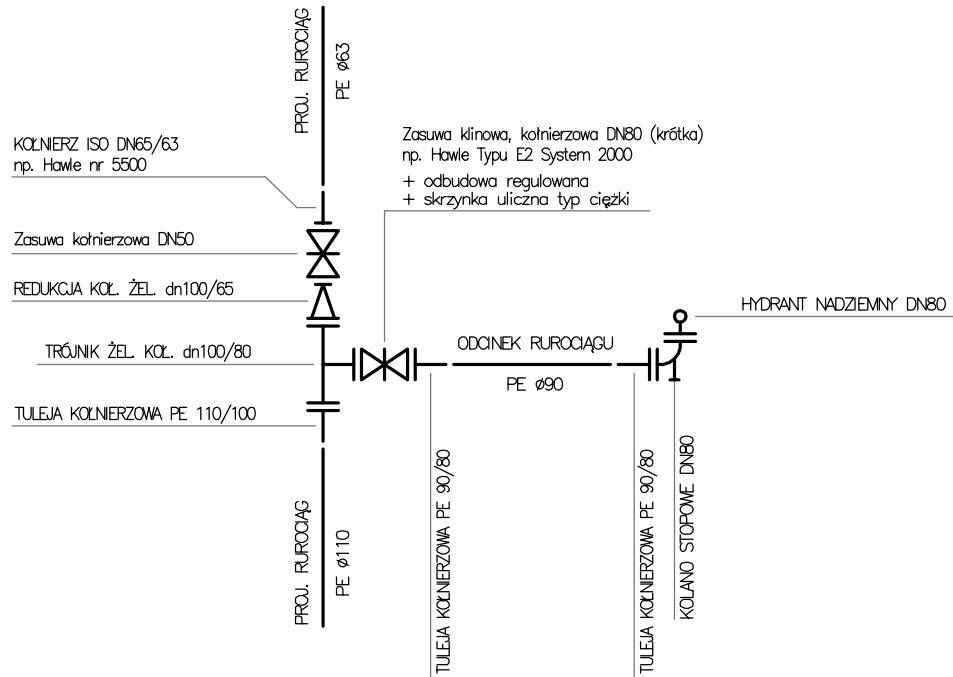 PROJ. RUROCIĄG
PE ø63
KOŁNIERZ ISO DN65/63
np. Hawle nr 5500
Zasuwa klinowa, kołnierzowa DN80 (krótka)
np. Hawle Typu E2 System 2000
+ odbudowa regulowana
+ skrzynka uliczna typ ciężki
Zasuwa kołnierzowa DN50
REDUKCJA KOŁ. ŻEL. dn100/65
HYDRANT NADZIEMNY DN80
TRÓJNIK ŻEL. KOŁ. dn100/80
ODCINEK RUROCIĄGU
PE ø90
TULEJA KOŁNIERZOWA PE 110/100
PROJ. RUROCIĄG
PE ø110
TULEJA KOŁNIERZOWA PE 90/80
TULEJA KOŁNIERZOWA PE 90/80
KOLANO STOPOWE DN80